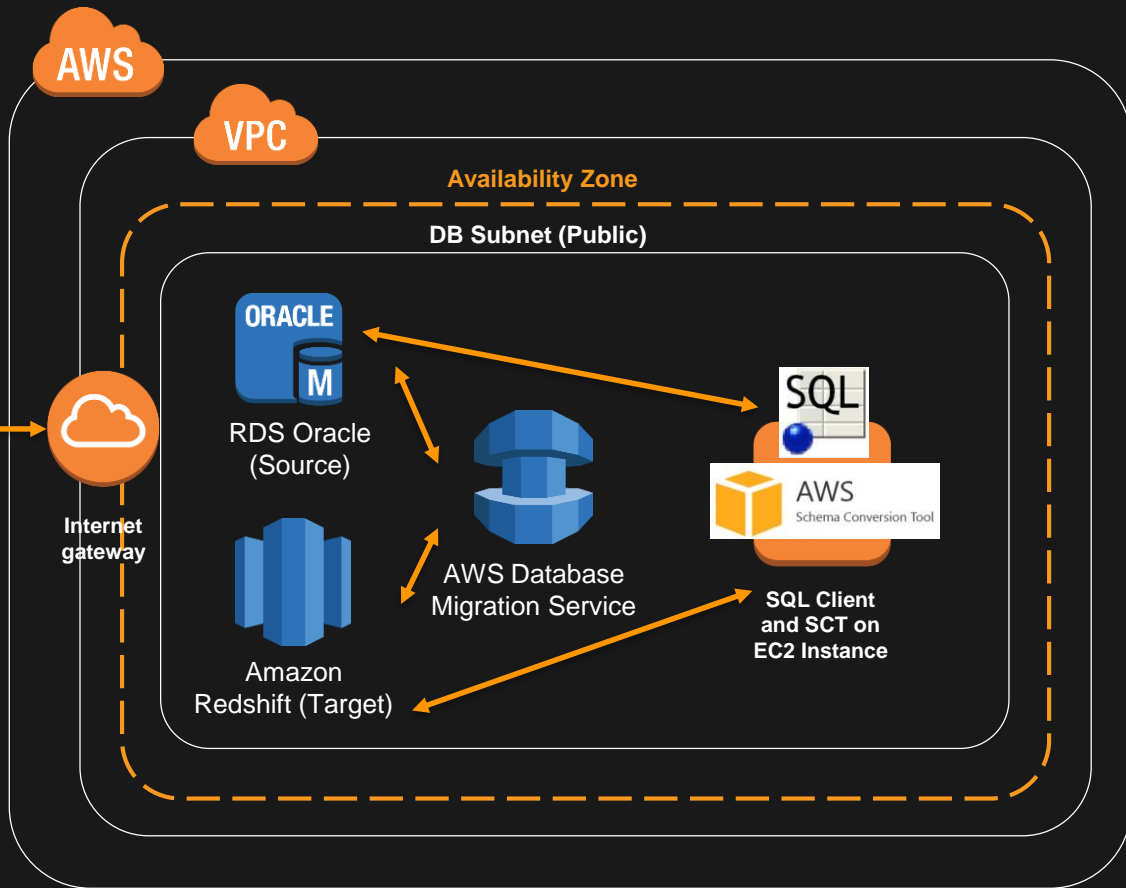 AWS
VPC
Availability Zone
DB Subnet (Public)
ORACLE
M
RDS Oracle
(Source)
SQL
AWS
Schema Conversion Tool
Internet
gateway
AWS Database
Migration Service
SQL Client
and SCT on
EC2 Instance
Amazon
Redshift (Target)